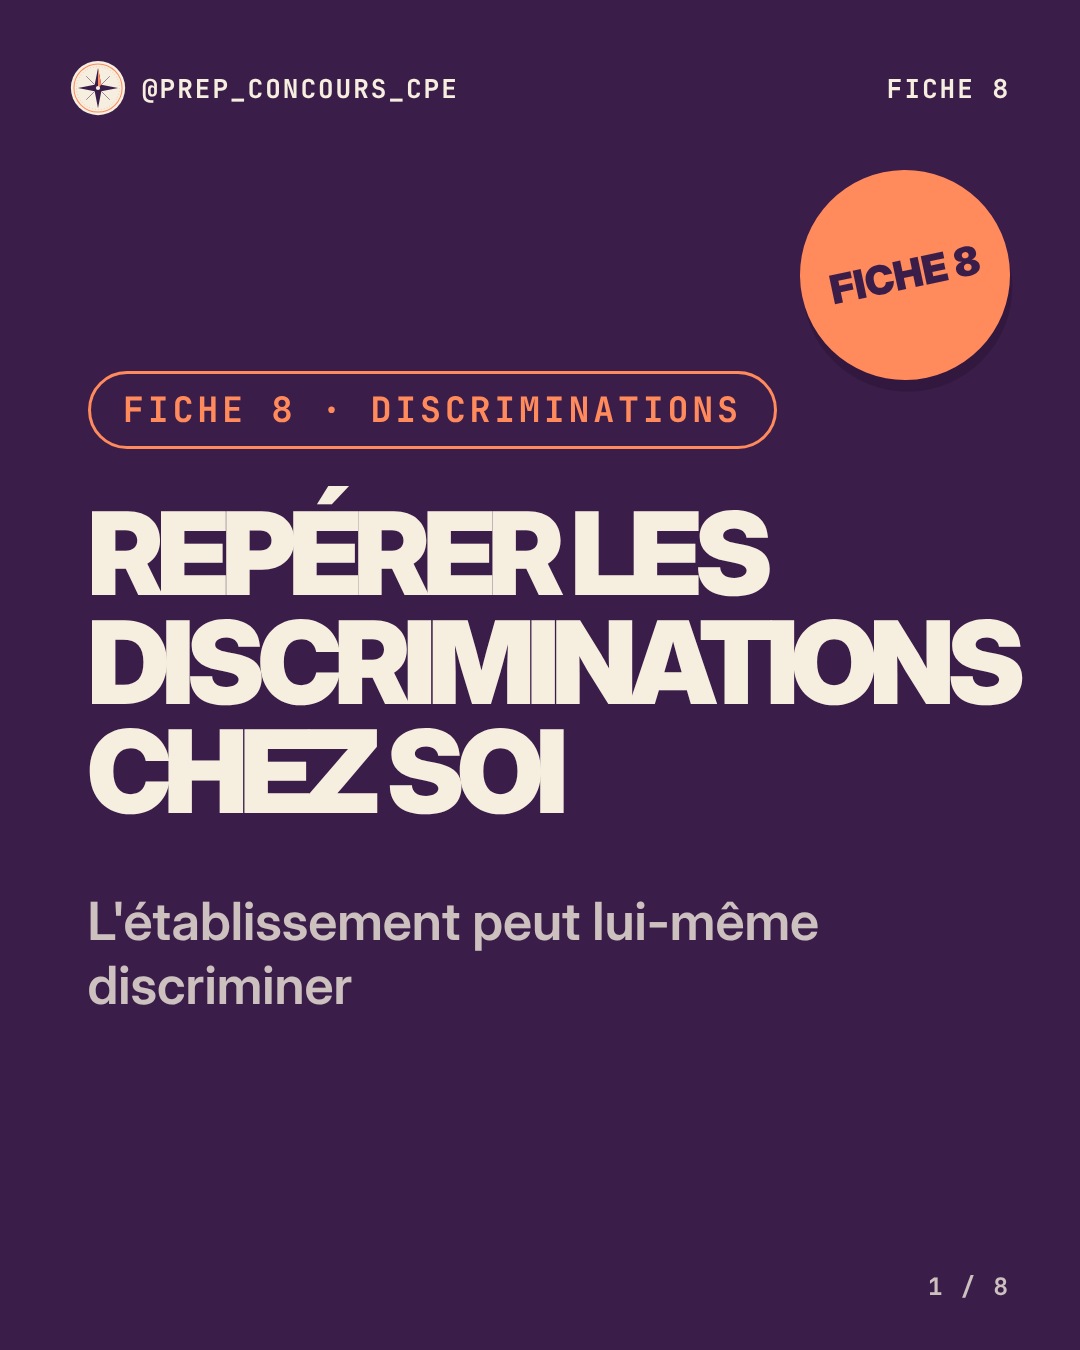 @PREP_CONCOURS_CPE
FICHE 8
FICHE 8
FICHE 8 · DISCRIMINATIONS
REPÉRER LES
DISCRIMINATIONS
CHEZ SOI
L'établissement peut lui-même
discriminer
1 / 8